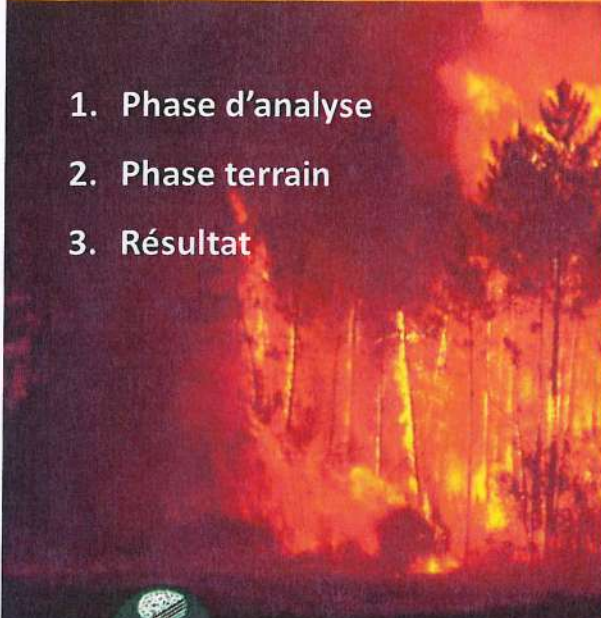 1. Phase d'analyse
2. Phase terrain
3. Résultat